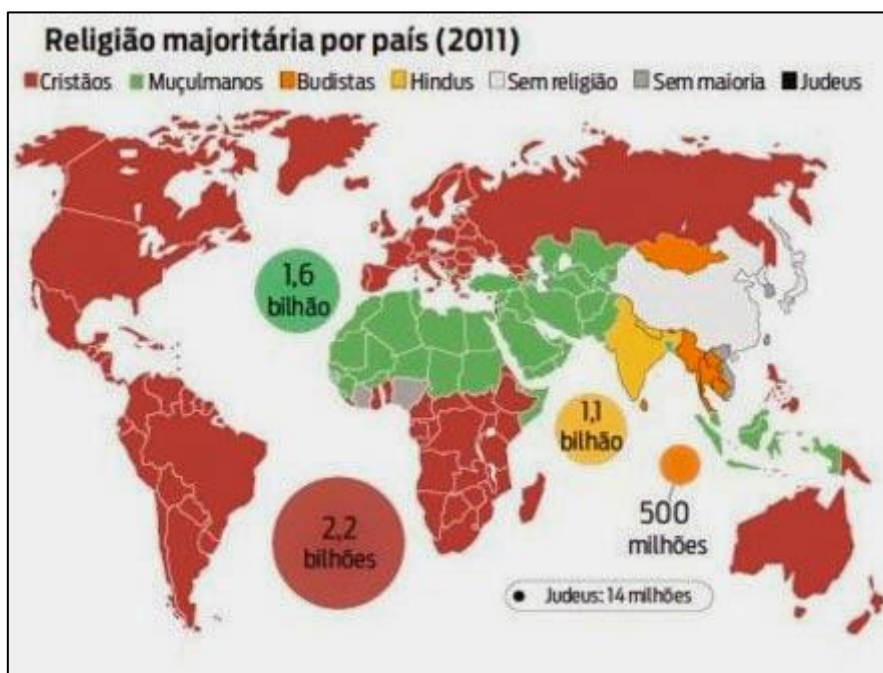 Religião majoritária por país (2011)
Cristãos Muçulmanos Budistas Hindus Sem religião Sem maioria Judeus
1,6
bilhão
1,1
bilhão
2,2
bilhões
500
milhões
Judeus: 14 milhões